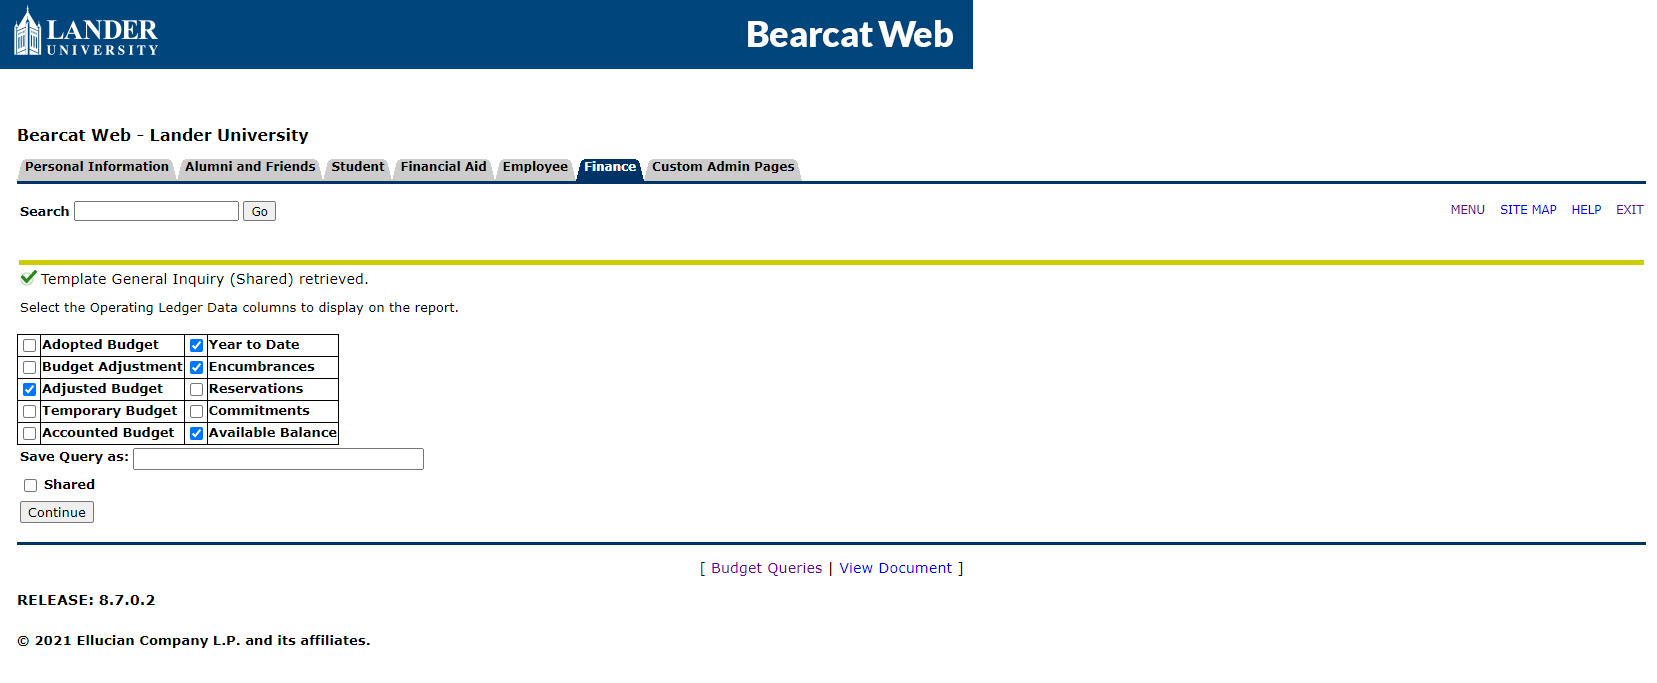 LANDER
UNIVERSITY
Bearcat Web
Bearcat Web - Lander University
Personal Information Alumni and Friends Student Financial Aid Employee Finance Custom Admin Pages
Search Go MENU SITE MAP HELP EXIT
Template General Inquiry (Shared) retrieved.
Select the Operating Ledger Data columns to display on the report.
Adopted Budget Year to Date
Budget Adjustment Encumbrances
Adjusted Budget Reservations
Temporary Budget Commitments
Accounted Budget Available Balance
Save Query as:
Shared
Continue
[ Budget Queries | View Document ]
RELEASE: 8.7.0.2
© 2021 Ellucian Company L.P. and its affiliates.